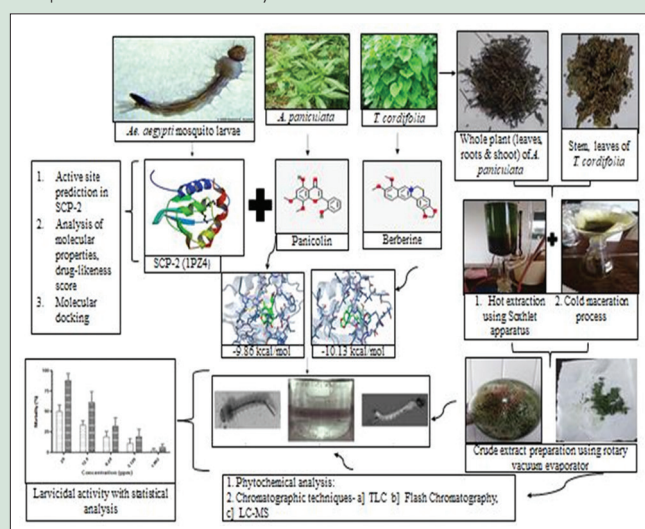 Ae. aegypti mosquito larvae
A. paniculata
T. cordifolia
Whole plant (leaves,
roots & shoot) of A.
paniculata
Stem, leaves of
T cordifolia
1. Active site
prediction in
SCP-2
2. Analysis of
molecular
properties,
drug-likeness
score
3. Molecular
docking
SCP-2 (1PZ4)
Panicolin
Berberine
1. Hot extraction
using Soxhlet
apparatus
2. Cold maceration
process
-9.86 kcal/mol
-10.13 kcal/mol
Crude extract preparation using rotary
vacuum evaporator
Mortality (%)
Concentration (ppm)
Larvicidal activity with statistical
analysis
1. Phytochemical analysis:
2. Chromatographic techniques- a] TLC b] Flash Chromatography,
c] LC-MS